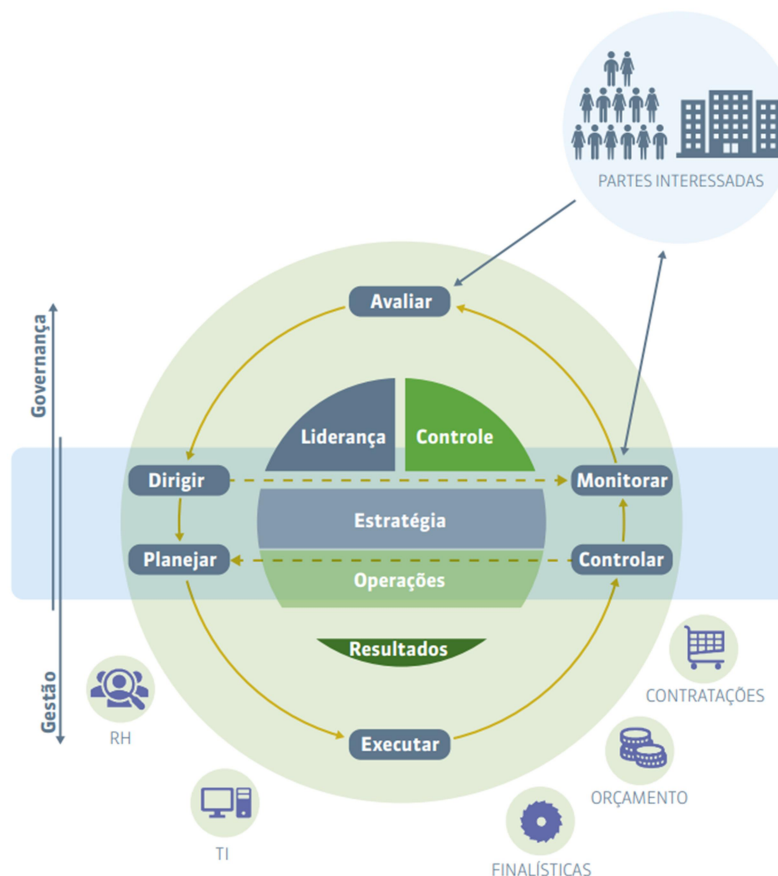 PARTES INTERESSADAS
Avaliar
Governança
Liderança
Controle
Dirigir
Monitorar
Estratégia
Planejar
Controlar
Operações
Resultados
Gestão
CONTRATAÇÕES
RH
Executar
ORÇAMENTO
TI
FINALÍSTICAS